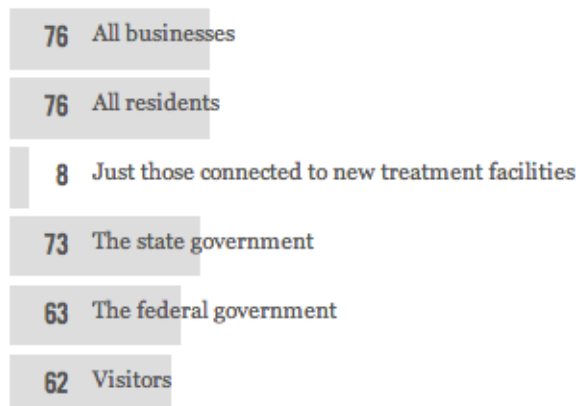 76 All businesses
76 All residents
8 Just those connected to new treatment facilities
73 The state government
63 The federal government
62 Visitors